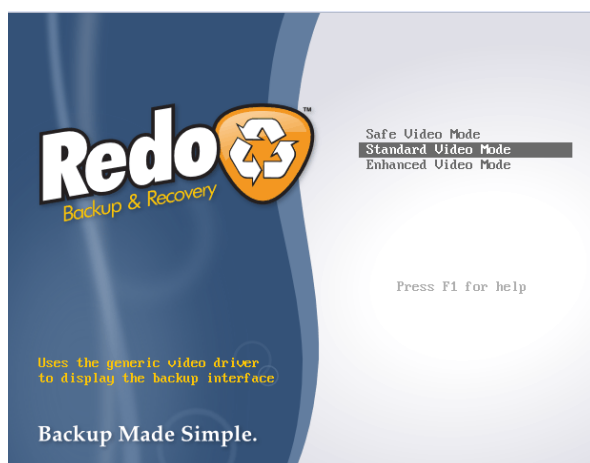 Redo™
Backup & Recovery
Safe Video Mode
Standard Video Mode
Enhanced Video Mode
Press F1 for help
Uses the generic video driver
to display the backup interface
Backup Made Simple.